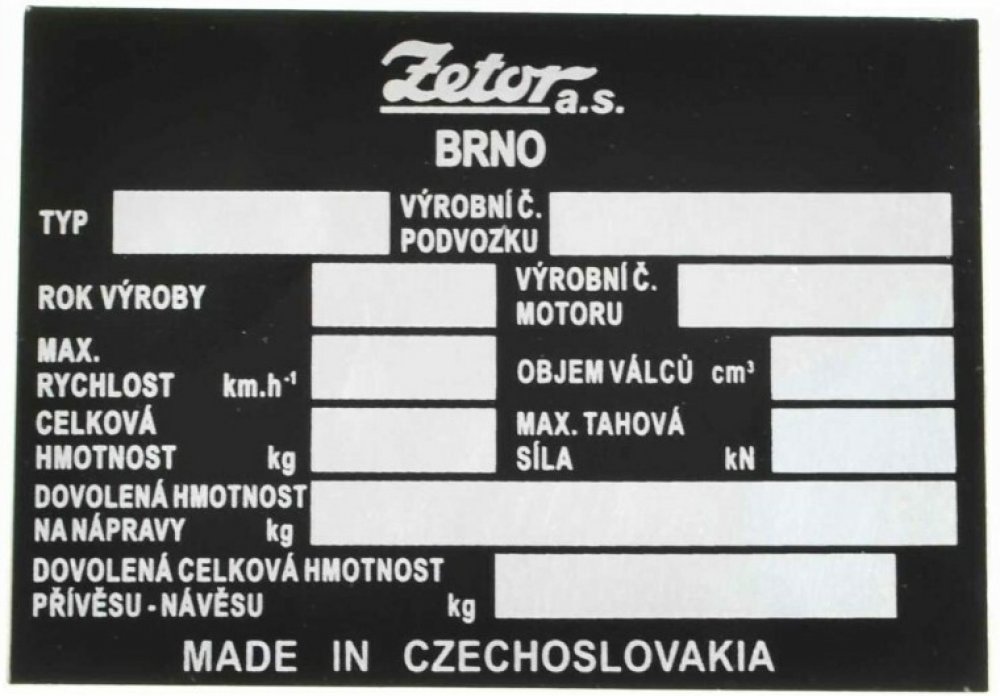 Zetor a.s.
BRNO
TYP
VÝROBNÍ Č.
PODVOZKU
ROK VÝROBY
VÝROBNÍ Č.
MOTORU
MAX.
RYCHLOST km.h⁻¹
OBJEM VÁLCŮ cm³
CELKOVÁ
HMOTNOST kg
MAX. TAHOVÁ
SÍLA kN
DOVOLENÁ HMOTNOST
NA NÁPRAVY kg
DOVOLENÁ CELKOVÁ HMOTNOST
PŘÍVĚSU - NÁVĚSU kg
MADE IN CZECHOSLOVAKIA